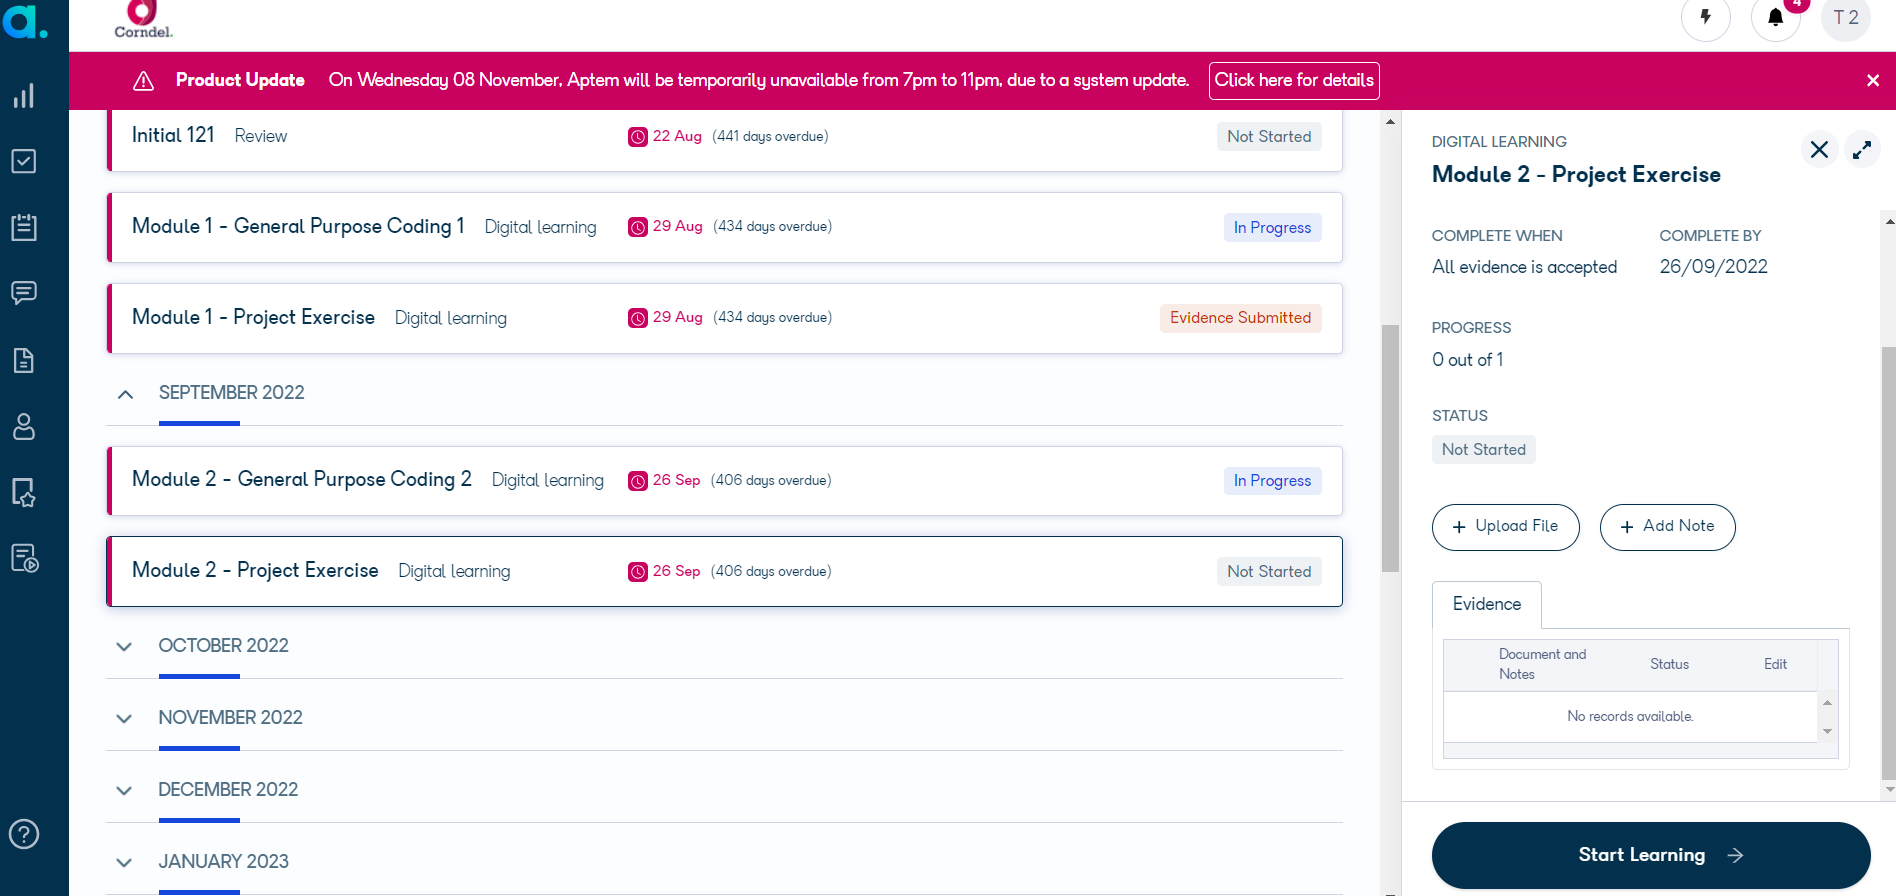 a.
Corndel.
4
T 2
Product Update On Wednesday 08 November, Aptem will be temporarily unavailable from 7pm to 11pm, due to a system update. Click here for details
Initial 121 Review 22 Aug (441 days overdue) Not Started
Module 1 - General Purpose Coding 1 Digital learning 29 Aug (434 days overdue) In Progress
Module 1 - Project Exercise Digital learning 29 Aug (434 days overdue) Evidence Submitted
SEPTEMBER 2022
Module 2 - General Purpose Coding 2 Digital learning 26 Sep (406 days overdue) In Progress
Module 2 - Project Exercise Digital learning 26 Sep (406 days overdue) Not Started
OCTOBER 2022
NOVEMBER 2022
DECEMBER 2022
JANUARY 2023
DIGITAL LEARNING
Module 2 - Project Exercise
COMPLETE WHEN COMPLETE BY
All evidence is accepted 26/09/2022
PROGRESS
0 out of 1
STATUS
Not Started
+ Upload File + Add Note
Evidence
Document and Notes Status Edit
No records available.
Start Learning →